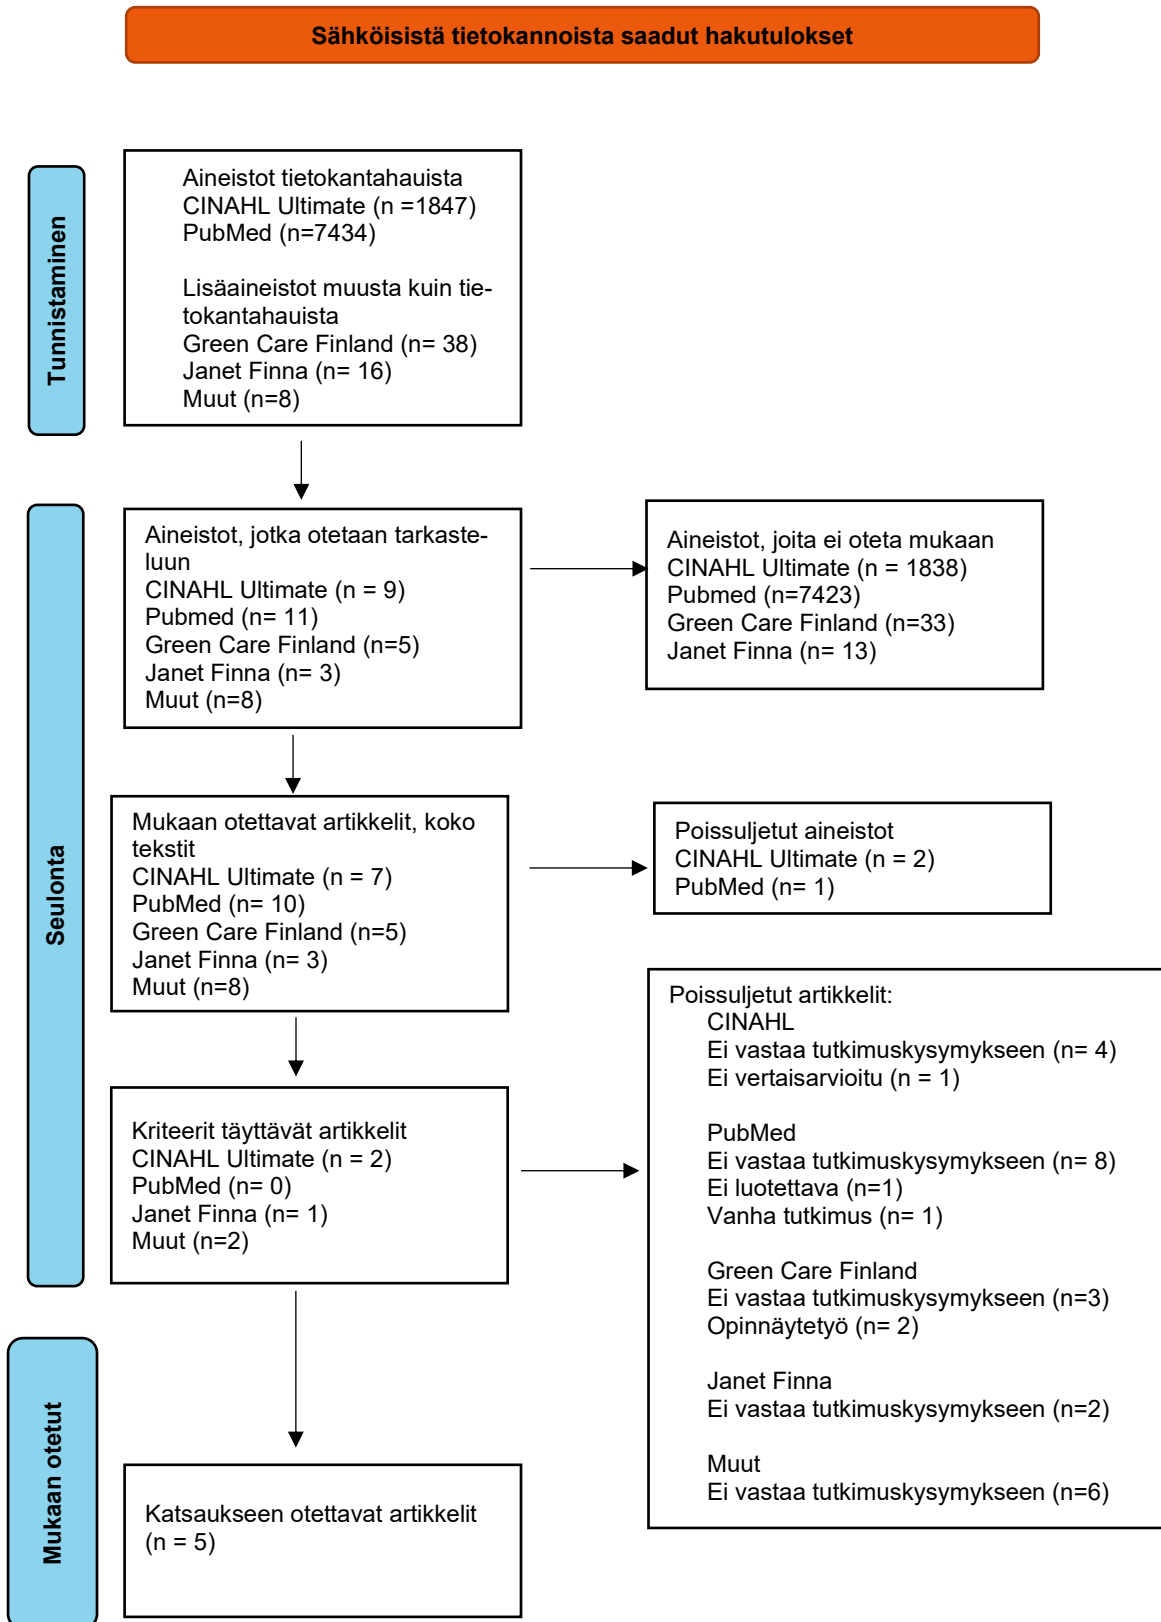 Sähköisistä tietokannoista saadut hakutulokset
Tunnistaminen
Aineistot tietokantahauista
CINAHL Ultimate (n =1847)
PubMed (n=7434)
Lisäaineistot muusta kuin tie-
tokantahauista
Green Care Finland (n= 38)
Janet Finna (n= 16)
Muut (n=8)
Seulonta
Aineistot, jotka otetaan tarkaste-
luun
CINAHL Ultimate (n = 9)
Pubmed (n= 11)
Green Care Finland (n=5)
Janet Finna (n= 3)
Muut (n=8)
Aineistot, joita ei oteta mukaan
CINAHL Ultimate (n = 1838)
Pubmed (n=7423)
Green Care Finland (n=33)
Janet Finna (n= 13)
Mukaan otettavat artikkelit, koko
tekstit
CINAHL Ultimate (n = 7)
PubMed (n= 10)
Green Care Finland (n=5)
Janet Finna (n= 3)
Muut (n=8)
Poissuljetut aineistot
CINAHL Ultimate (n = 2)
PubMed (n= 1)
Kriteerit täyttävät artikkelit
CINAHL Ultimate (n = 2)
PubMed (n= 0)
Janet Finna (n= 1)
Muut (n=2)
Poissuljetut artikkelit:
CINAHL
Ei vastaa tutkimuskysymykseen (n= 4)
Ei vertaisarvioitu (n = 1)
PubMed
Ei vastaa tutkimuskysymykseen (n= 8)
Ei luotettava (n=1)
Vanha tutkimus (n= 1)
Green Care Finland
Ei vastaa tutkimuskysymykseen (n=3)
Opinnäytetyö (n= 2)
Janet Finna
Ei vastaa tutkimuskysymykseen (n=2)
Muut
Ei vastaa tutkimuskysymykseen (n=6)
Mukaan otetut
Katsaukseen otettavat artikkelit
(n = 5)